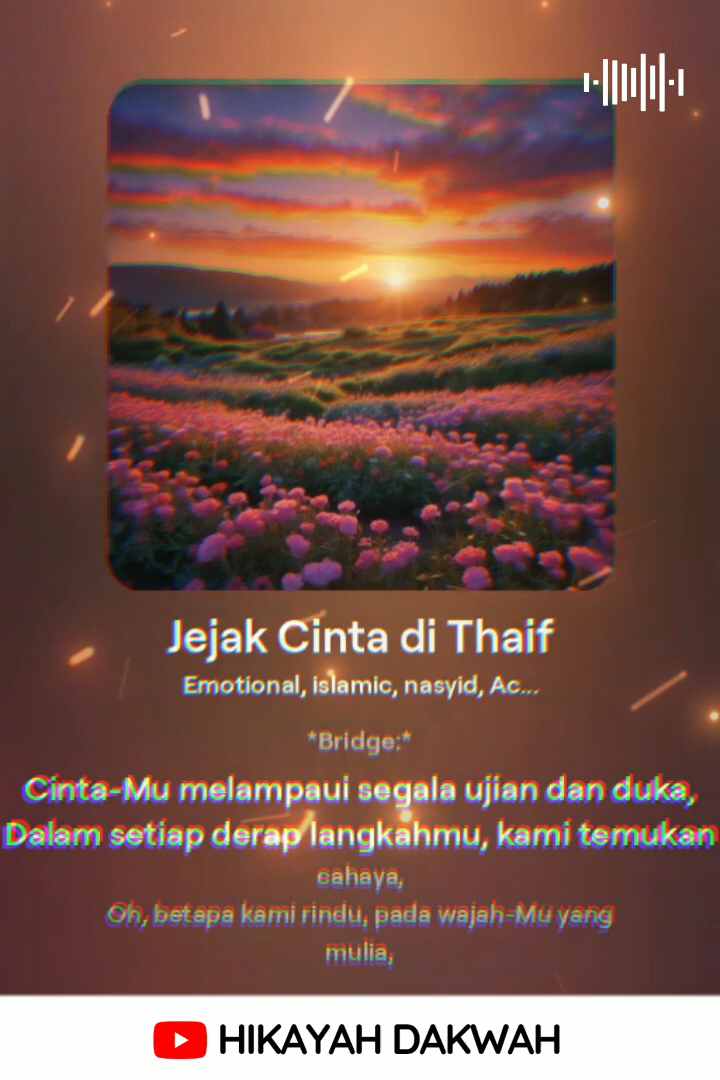 Jejak Cinta di Thaif
Emotional, islamic, nasyid, Ac...
*Bridge:*
Cinta-Mu melampaui segala ujian dan duka,
Dalam setiap derap langkahmu, kami temukan
cahaya,
Oh, betapa kami rindu, pada wajah-Mu yang
mulia,
HIKAYAH DAKWAH